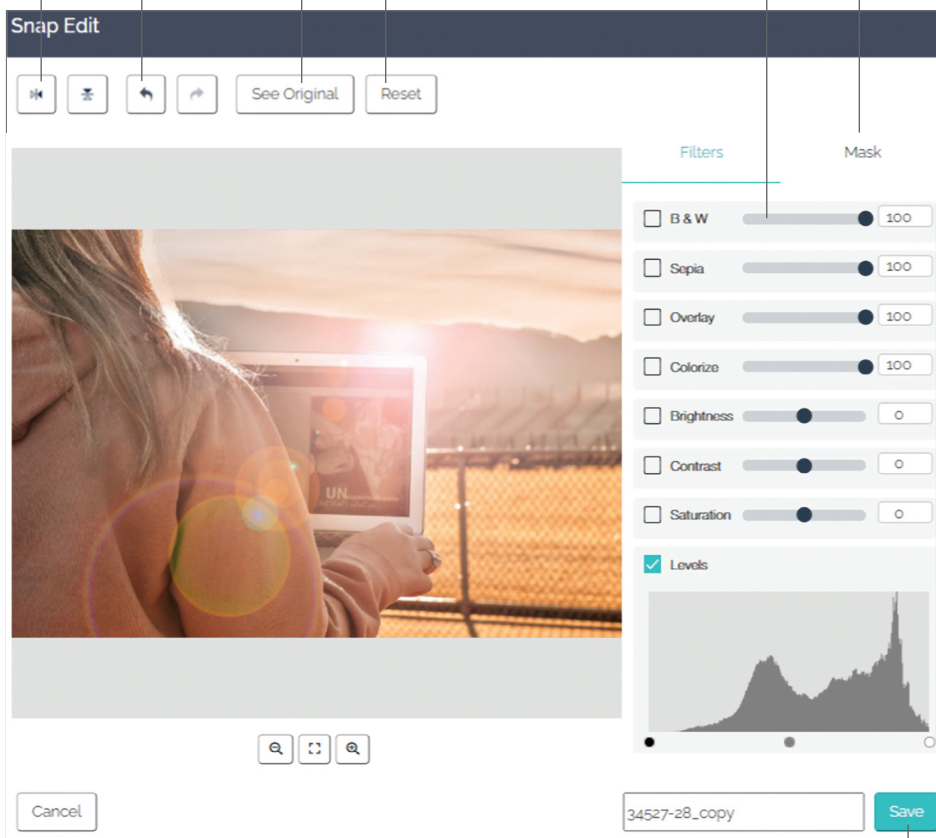 Snap Edit
See Original Reset
Filters Mask
B & W 100
Sepia 100
Overlay 100
Colorize 100
Brightness 0
Contrast 0
Saturation 0
Levels
UN
Cancel 34527-28_copy Save